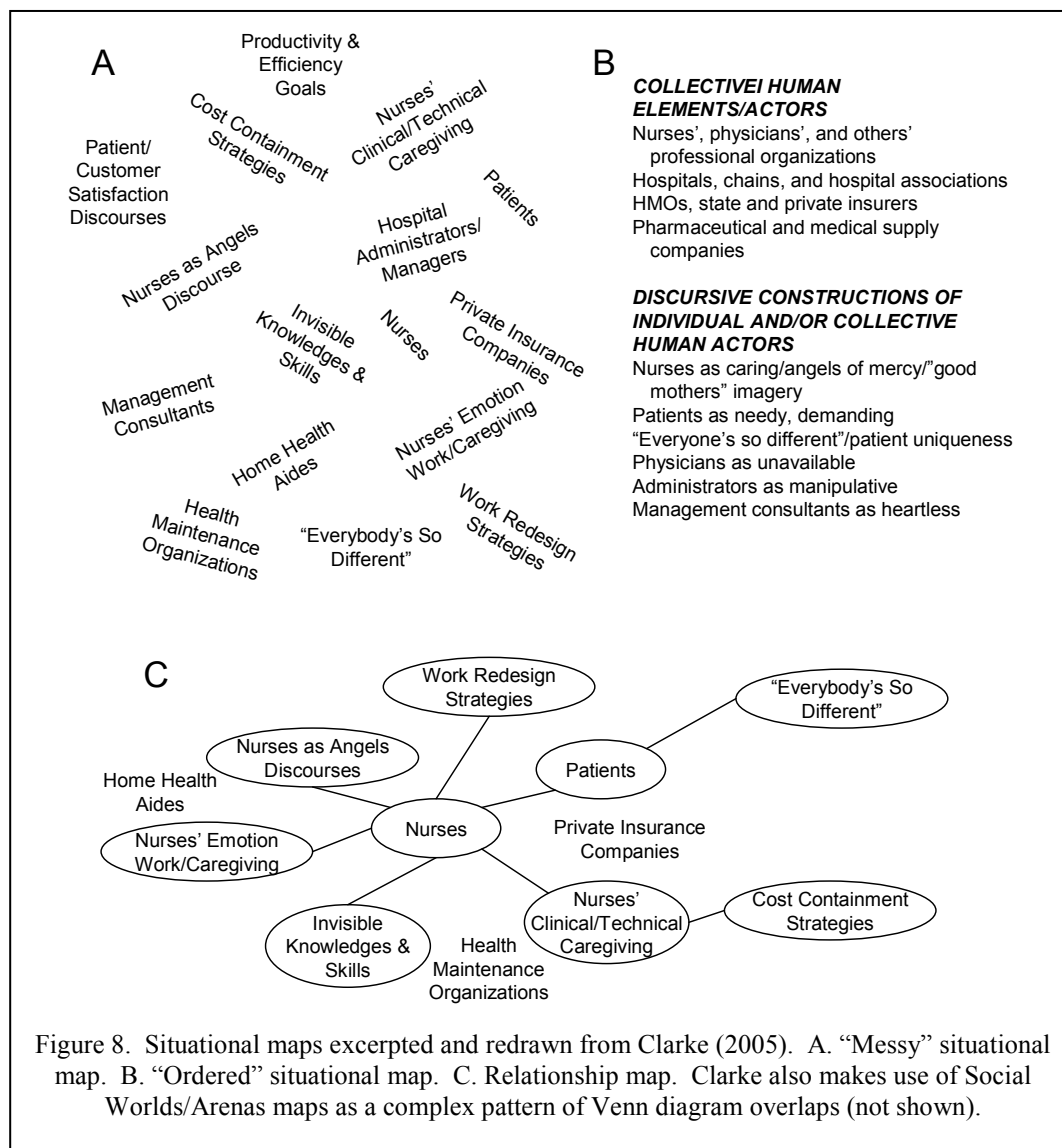 A
Productivity &
Efficiency
Goals
Cost Containment
Strategies
Nurses'
Clinical/Technical
Caregiving
Patient/
Customer
Satisfaction
Discourses
Patients
Hospital
Administrators/
Managers
Nurses as Angels
Discourse
Invisible
Knowledges &
Skills
Nurses
Private Insurance
Companies
Management
Consultants
Home Health
Aides
Nurses' Emotion
Work/Caregiving
Health
Maintenance
Organizations
"Everybody's So
Different"
Work Redesign
Strategies
B
COLLECTIVEI HUMAN
ELEMENTS/ACTORS
Nurses', physicians', and others'
professional organizations
Hospitals, chains, and hospital associations
HMOs, state and private insurers
Pharmaceutical and medical supply
companies
DISCURSIVE CONSTRUCTIONS OF
INDIVIDUAL AND/OR COLLECTIVE
HUMAN ACTORS
Nurses as caring/angels of mercy/"good
mothers" imagery
Patients as needy, demanding
"Everyone's so different"/patient uniqueness
Physicians as unavailable
Administrators as manipulative
Management consultants as heartless
C
Work Redesign
Strategies
"Everybody's So
Different"
Nurses as Angels
Discourses
Patients
Home Health
Aides
Nurses
Private Insurance
Companies
Nurses' Emotion
Work/Caregiving
Invisible
Knowledges &
Skills
Health
Maintenance
Organizations
Nurses'
Clinical/Technical
Caregiving
Cost Containment
Strategies
Figure 8. Situational maps excerpted and redrawn from Clarke (2005). A. "Messy" situational
map. B. "Ordered" situational map. C. Relationship map. Clarke also makes use of Social
Worlds/Arenas maps as a complex pattern of Venn diagram overlaps (not shown).